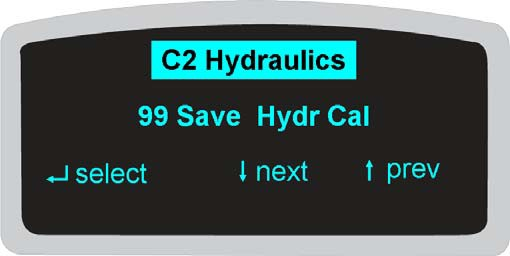 C2 Hydraulics
99 Save Hydr Cal
↵ select ↓ next ↑ prev